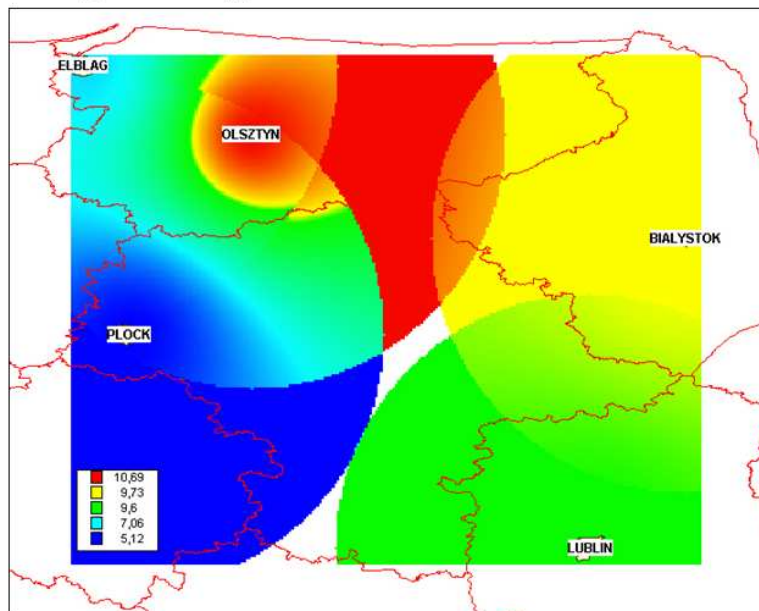 ELBLAG
OLSZTYN
BIALYSTOK
PLOCK
10,69
9,73
9,6
7,06
5,12
LUBLIN